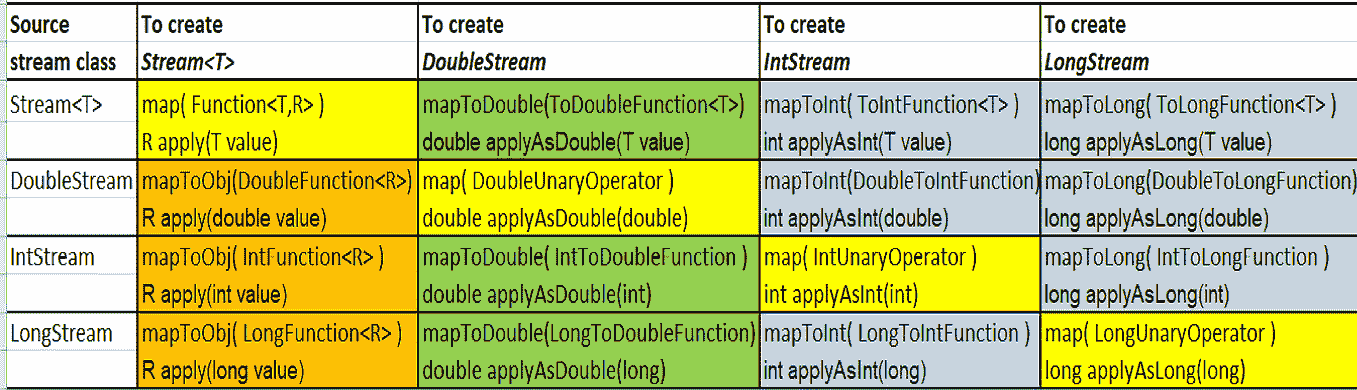 Source To create To create To create To create
stream class Stream<T> DoubleStream IntStream LongStream
Stream<T> map( Function<T,R> ) mapToDouble(ToDoubleFunction<T>) mapToInt( ToIntFunction<T> ) mapToLong( ToLongFunction<T> )
R apply(T value) double applyAsDouble(T value) int applyAsInt(T value) long applyAsLong(T value)
DoubleStream mapToObj(DoubleFunction<R>) map( DoubleUnaryOperator ) mapToInt(DoubleToIntFunction) mapToLong(DoubleToLongFunction)
R apply(double value) double applyAsDouble(double) int applyAsInt(double) long applyAsLong(double)
IntStream mapToObj( IntFunction<R> ) mapToDouble( IntToDoubleFunction ) map( IntUnaryOperator ) mapToLong( IntToLongFunction )
R apply(int value) double applyAsDouble(int) int applyAsInt(int) long applyAsLong(int)
LongStream mapToObj( LongFunction<R> ) mapToDouble(LongToDoubleFunction) mapToInt( LongToIntFunction ) map( LongUnaryOperator )
R apply(long value) double applyAsDouble(long) int applyAsInt(long) long applyAsLong(long)